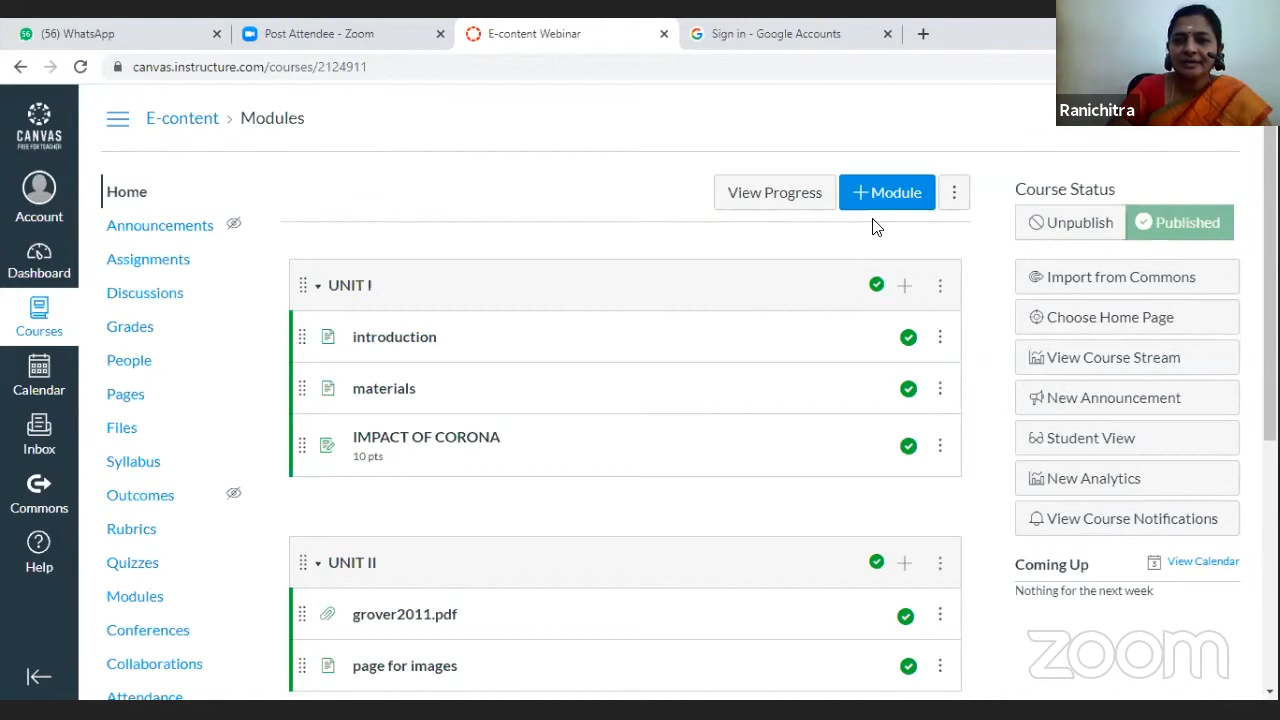 (56) WhatsApp
Post Attendee - Zoom
E-content Webinar
Sign in - Google Accounts
canvas.instructure.com/courses/2124911
Ranichitra
CANVAS
FREE FOR TEACHER
Account
Dashboard
Courses
Calendar
Inbox
Commons
Help
E-content > Modules
Home
Announcements
Assignments
Discussions
Grades
People
Pages
Files
Syllabus
Outcomes
Rubrics
Quizzes
Modules
Conferences
Collaborations
Attendance
View Progress
+ Module
UNIT I
introduction
materials
IMPACT OF CORONA
10 pts
UNIT II
grover2011.pdf
page for images
Course Status
Unpublish
Published
Import from Commons
Choose Home Page
View Course Stream
New Announcement
Student View
New Analytics
View Course Notifications
Coming Up
3
View Calendar
Nothing for the next week
zoom